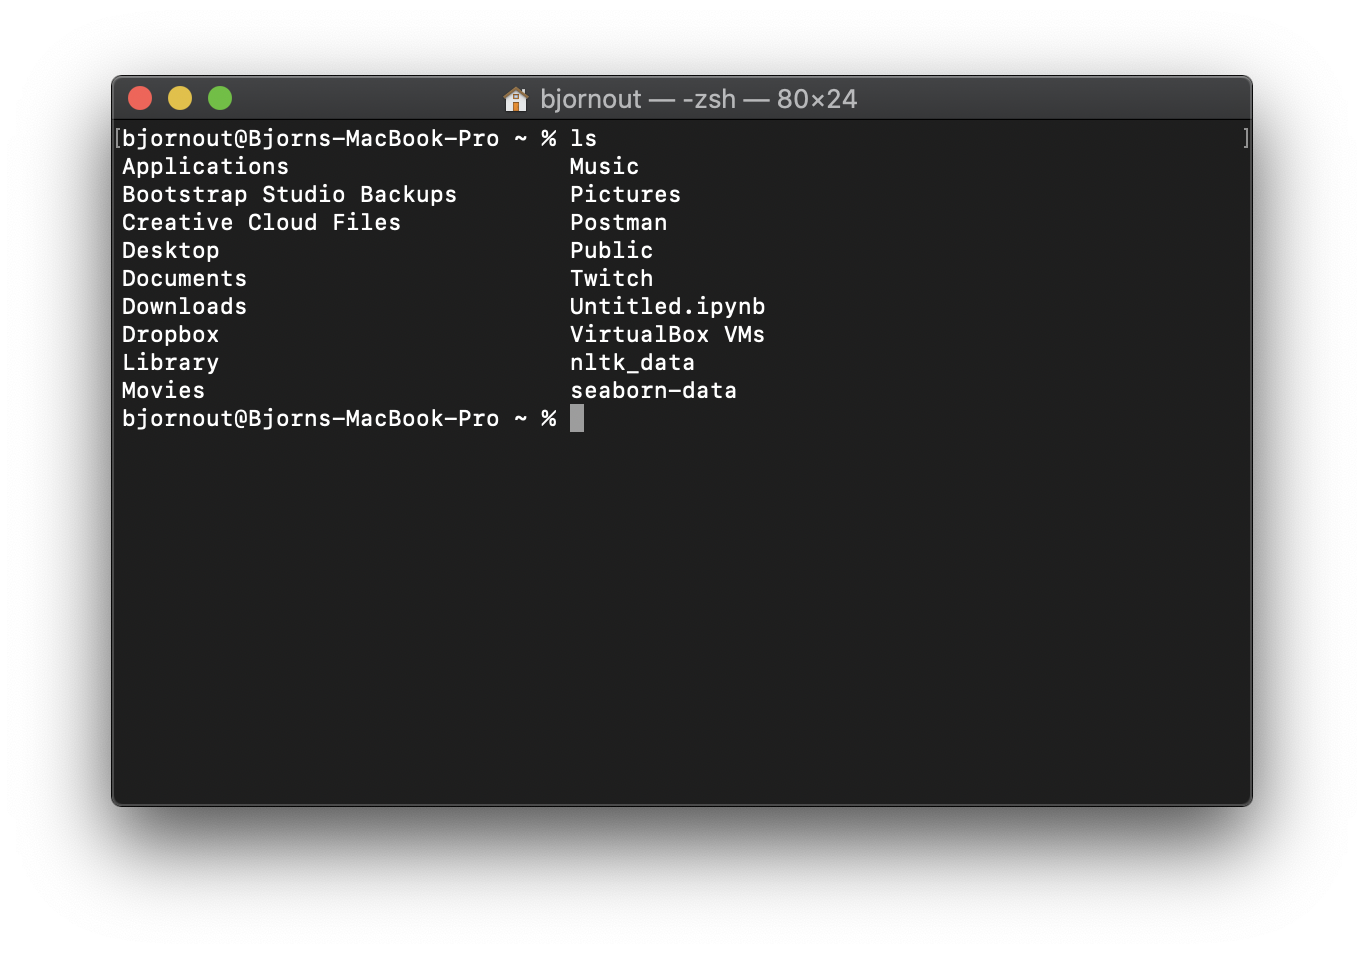 bjornout — -zsh — 80×24
[bjornout@Bjorns-MacBook-Pro ~ % ls ]
Applications Music
Bootstrap Studio Backups Pictures
Creative Cloud Files Postman
Desktop Public
Documents Twitch
Downloads Untitled.ipynb
Dropbox VirtualBox VMs
Library nltk_data
Movies seaborn-data
bjornout@Bjorns-MacBook-Pro ~ %